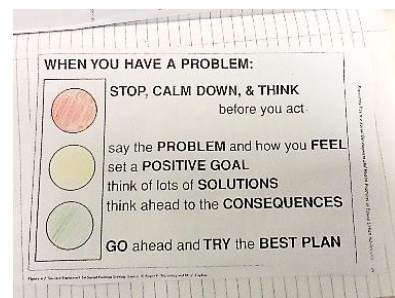 WHEN YOU HAVE A PROBLEM:
STOP, CALM DOWN, & THINK
before you act
say the PROBLEM and how you FEEL
set a POSITIVE GOAL
think of lots of SOLUTIONS
think ahead to the CONSEQUENCES
GO ahead and TRY the BEST PLAN